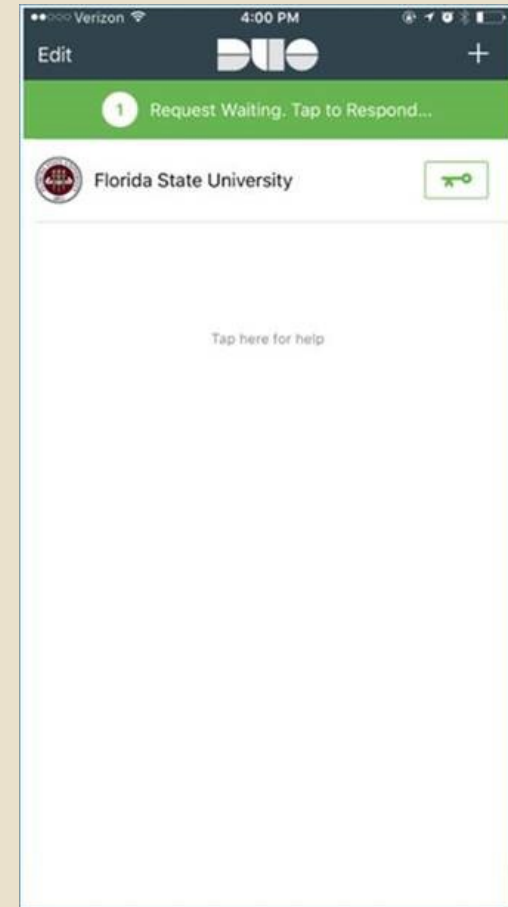 Verizon 4:00 PM
Edit DUO +
1 Request Waiting. Tap to Respond...
Florida State University
Tap here for help